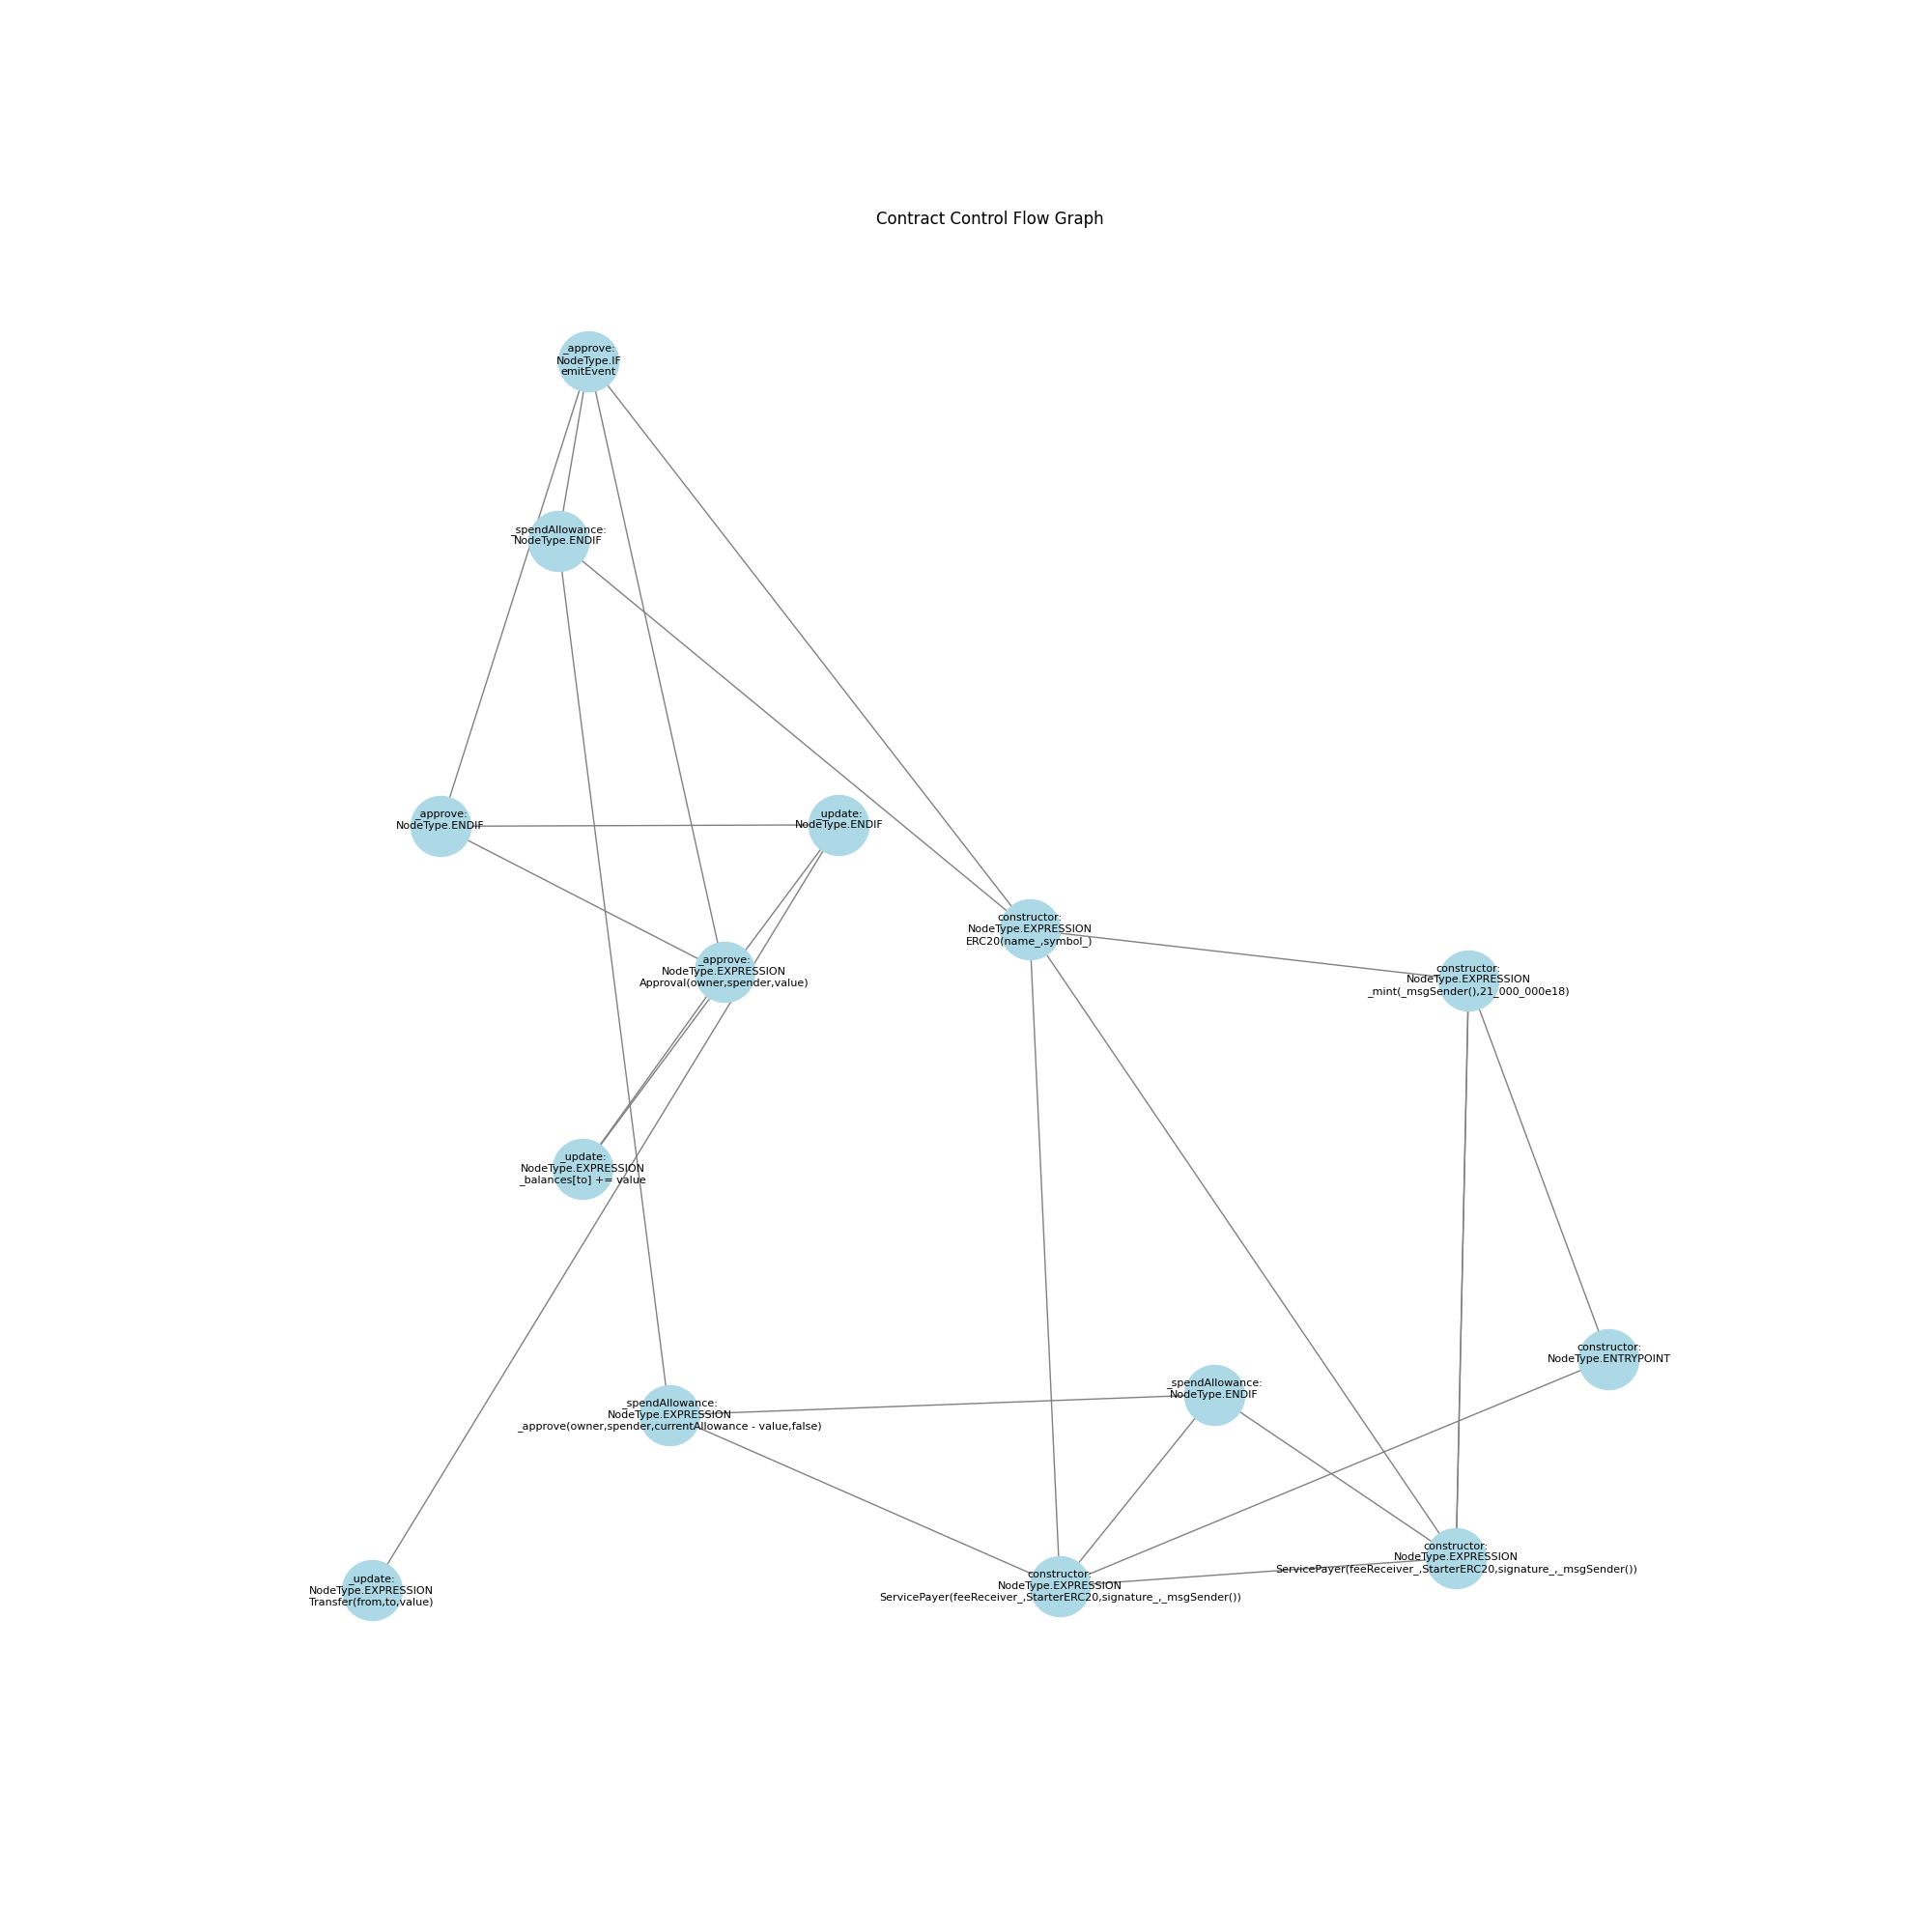 Contract Control Flow Graph
_approve:
NodeType.IF
emitEvent
_spendAllowance:
NodeType.ENDIF
_approve:
NodeType.ENDIF
_update:
NodeType.ENDIF
constructor:
NodeType.EXPRESSION
ERC20(name_,symbol_)
_approve:
NodeType.EXPRESSION
Approval(owner,spender,value)
constructor:
NodeType.EXPRESSION
_mint(_msgSender(),21_000_000e18)
_update:
NodeType.EXPRESSION
_balances[to] += value
constructor:
NodeType.ENTRYPOINT
_spendAllowance:
NodeType.ENDIF
_spendAllowance:
NodeType.EXPRESSION
_approve(owner,spender,currentAllowance - value,false)
constructor:
NodeType.EXPRESSION
ServicePayer(feeReceiver_,StarterERC20,signature_,_msgSender())
constructor:
NodeType.EXPRESSION
ServicePayer(feeReceiver_,StarterERC20,signature_,_msgSender())
_update:
NodeType.EXPRESSION
Transfer(from,to,value)